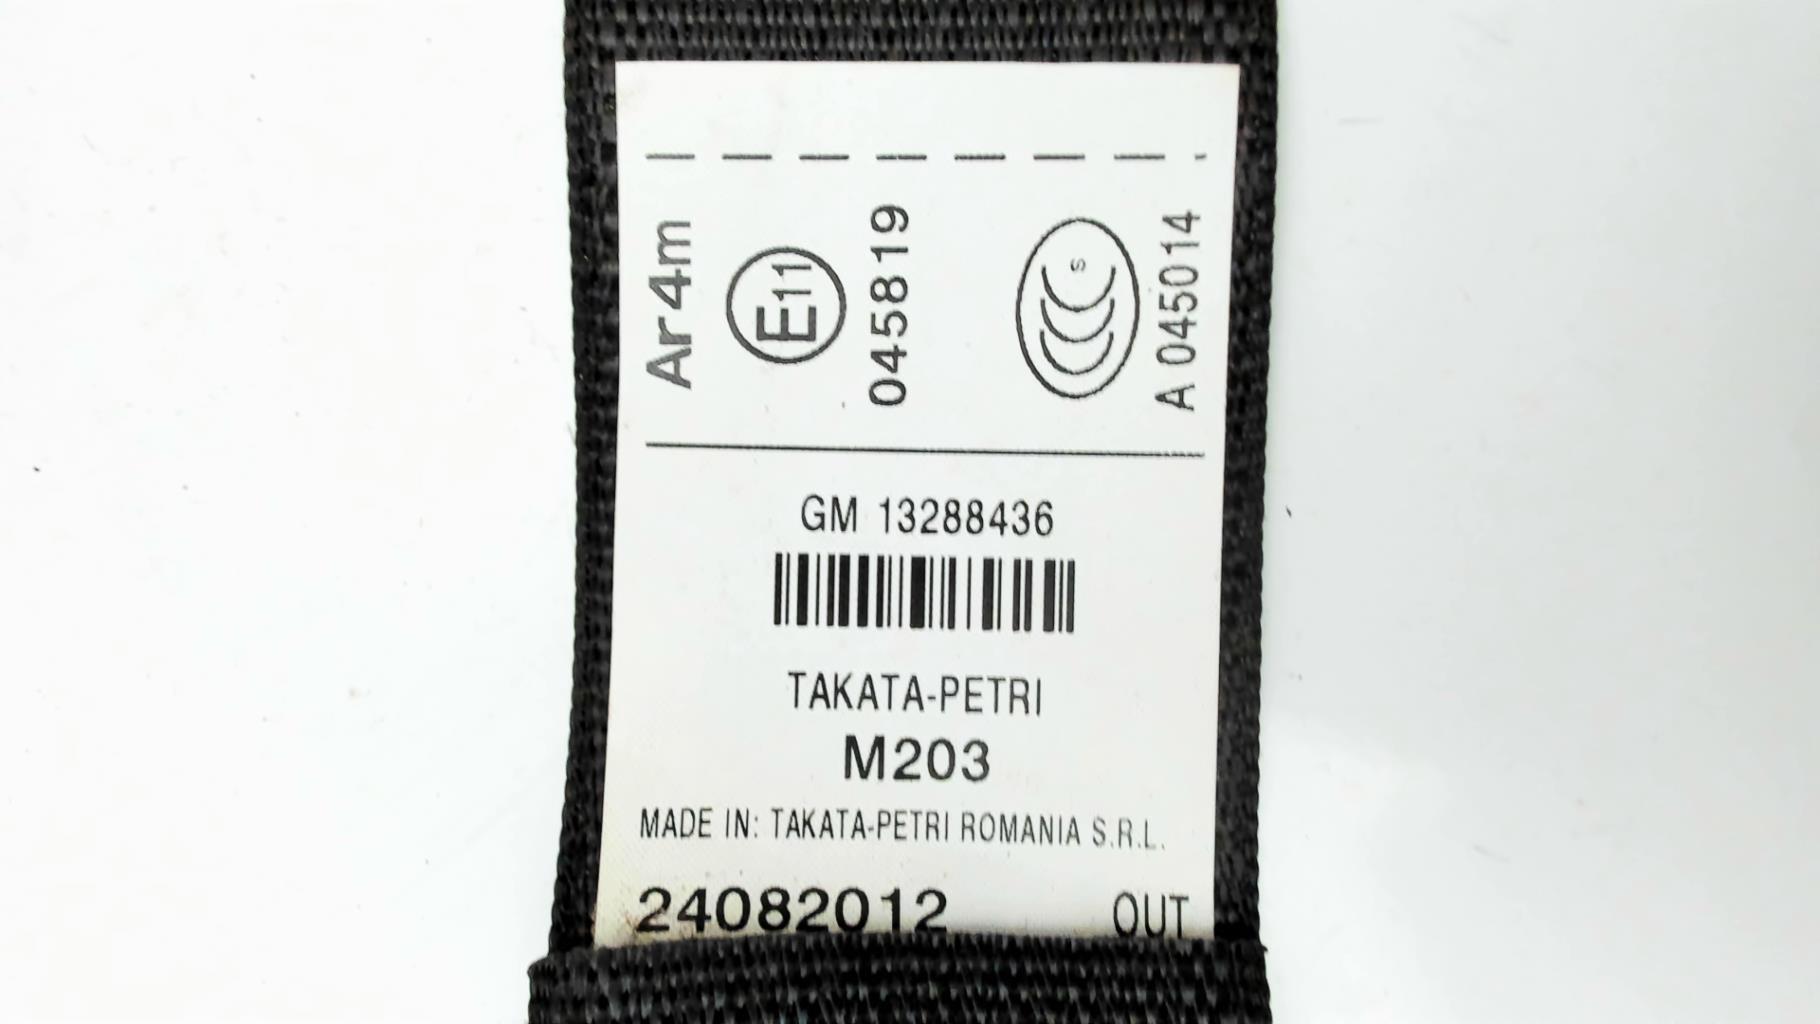 Ar4m
E11
045819
S
A 045014
GM 13288436
TAKATA-PETRI
M203
MADE IN: TAKATA-PETRI ROMANIA S.R.L.
24082012 OUT